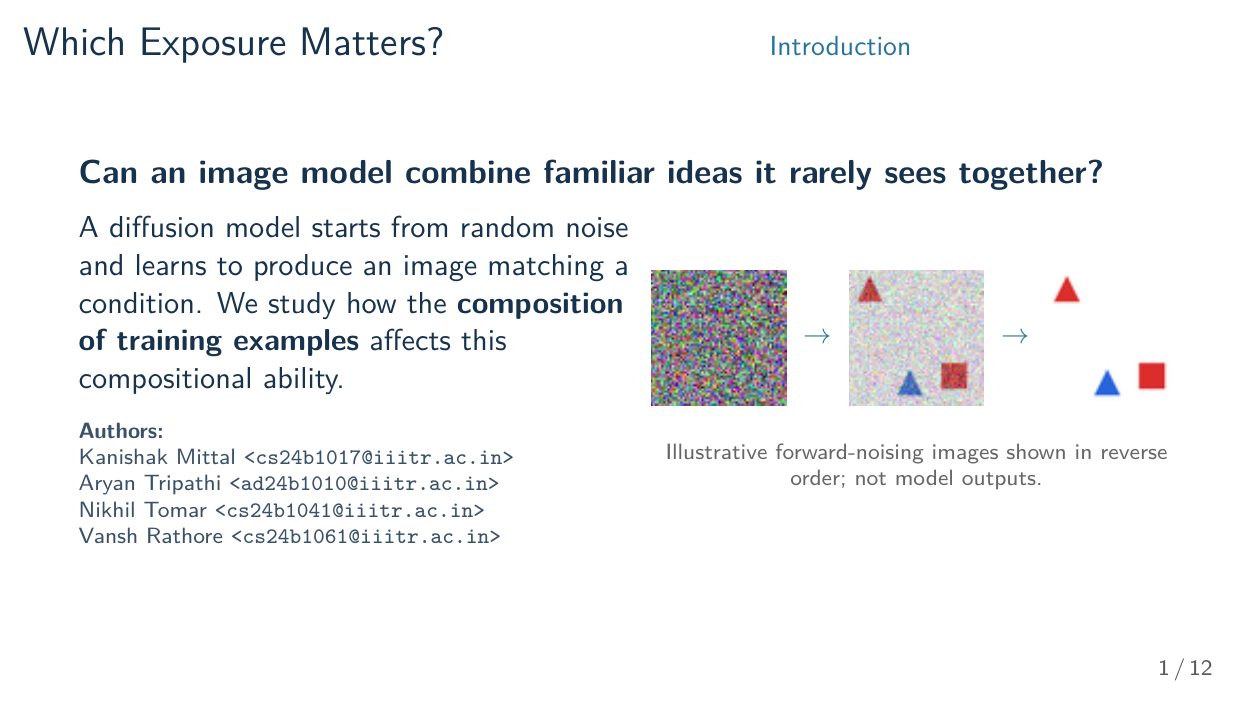 Which Exposure Matters?
Introduction
Can an image model combine familiar ideas it rarely sees together?
A diffusion model starts from random noise
and learns to produce an image matching a
condition. We study how the composition
of training examples affects this
compositional ability.
Authors:
Kanishak Mittal <cs24b1017@iiitr.ac.in>
Aryan Tripathi <ad24b1010@iiitr.ac.in>
Nikhil Tomar <cs24b1041@iiitr.ac.in>
Vansh Rathore <cs24b1061@iiitr.ac.in>
→ →
Illustrative forward-noising images shown in reverse
order; not model outputs.
1 / 12